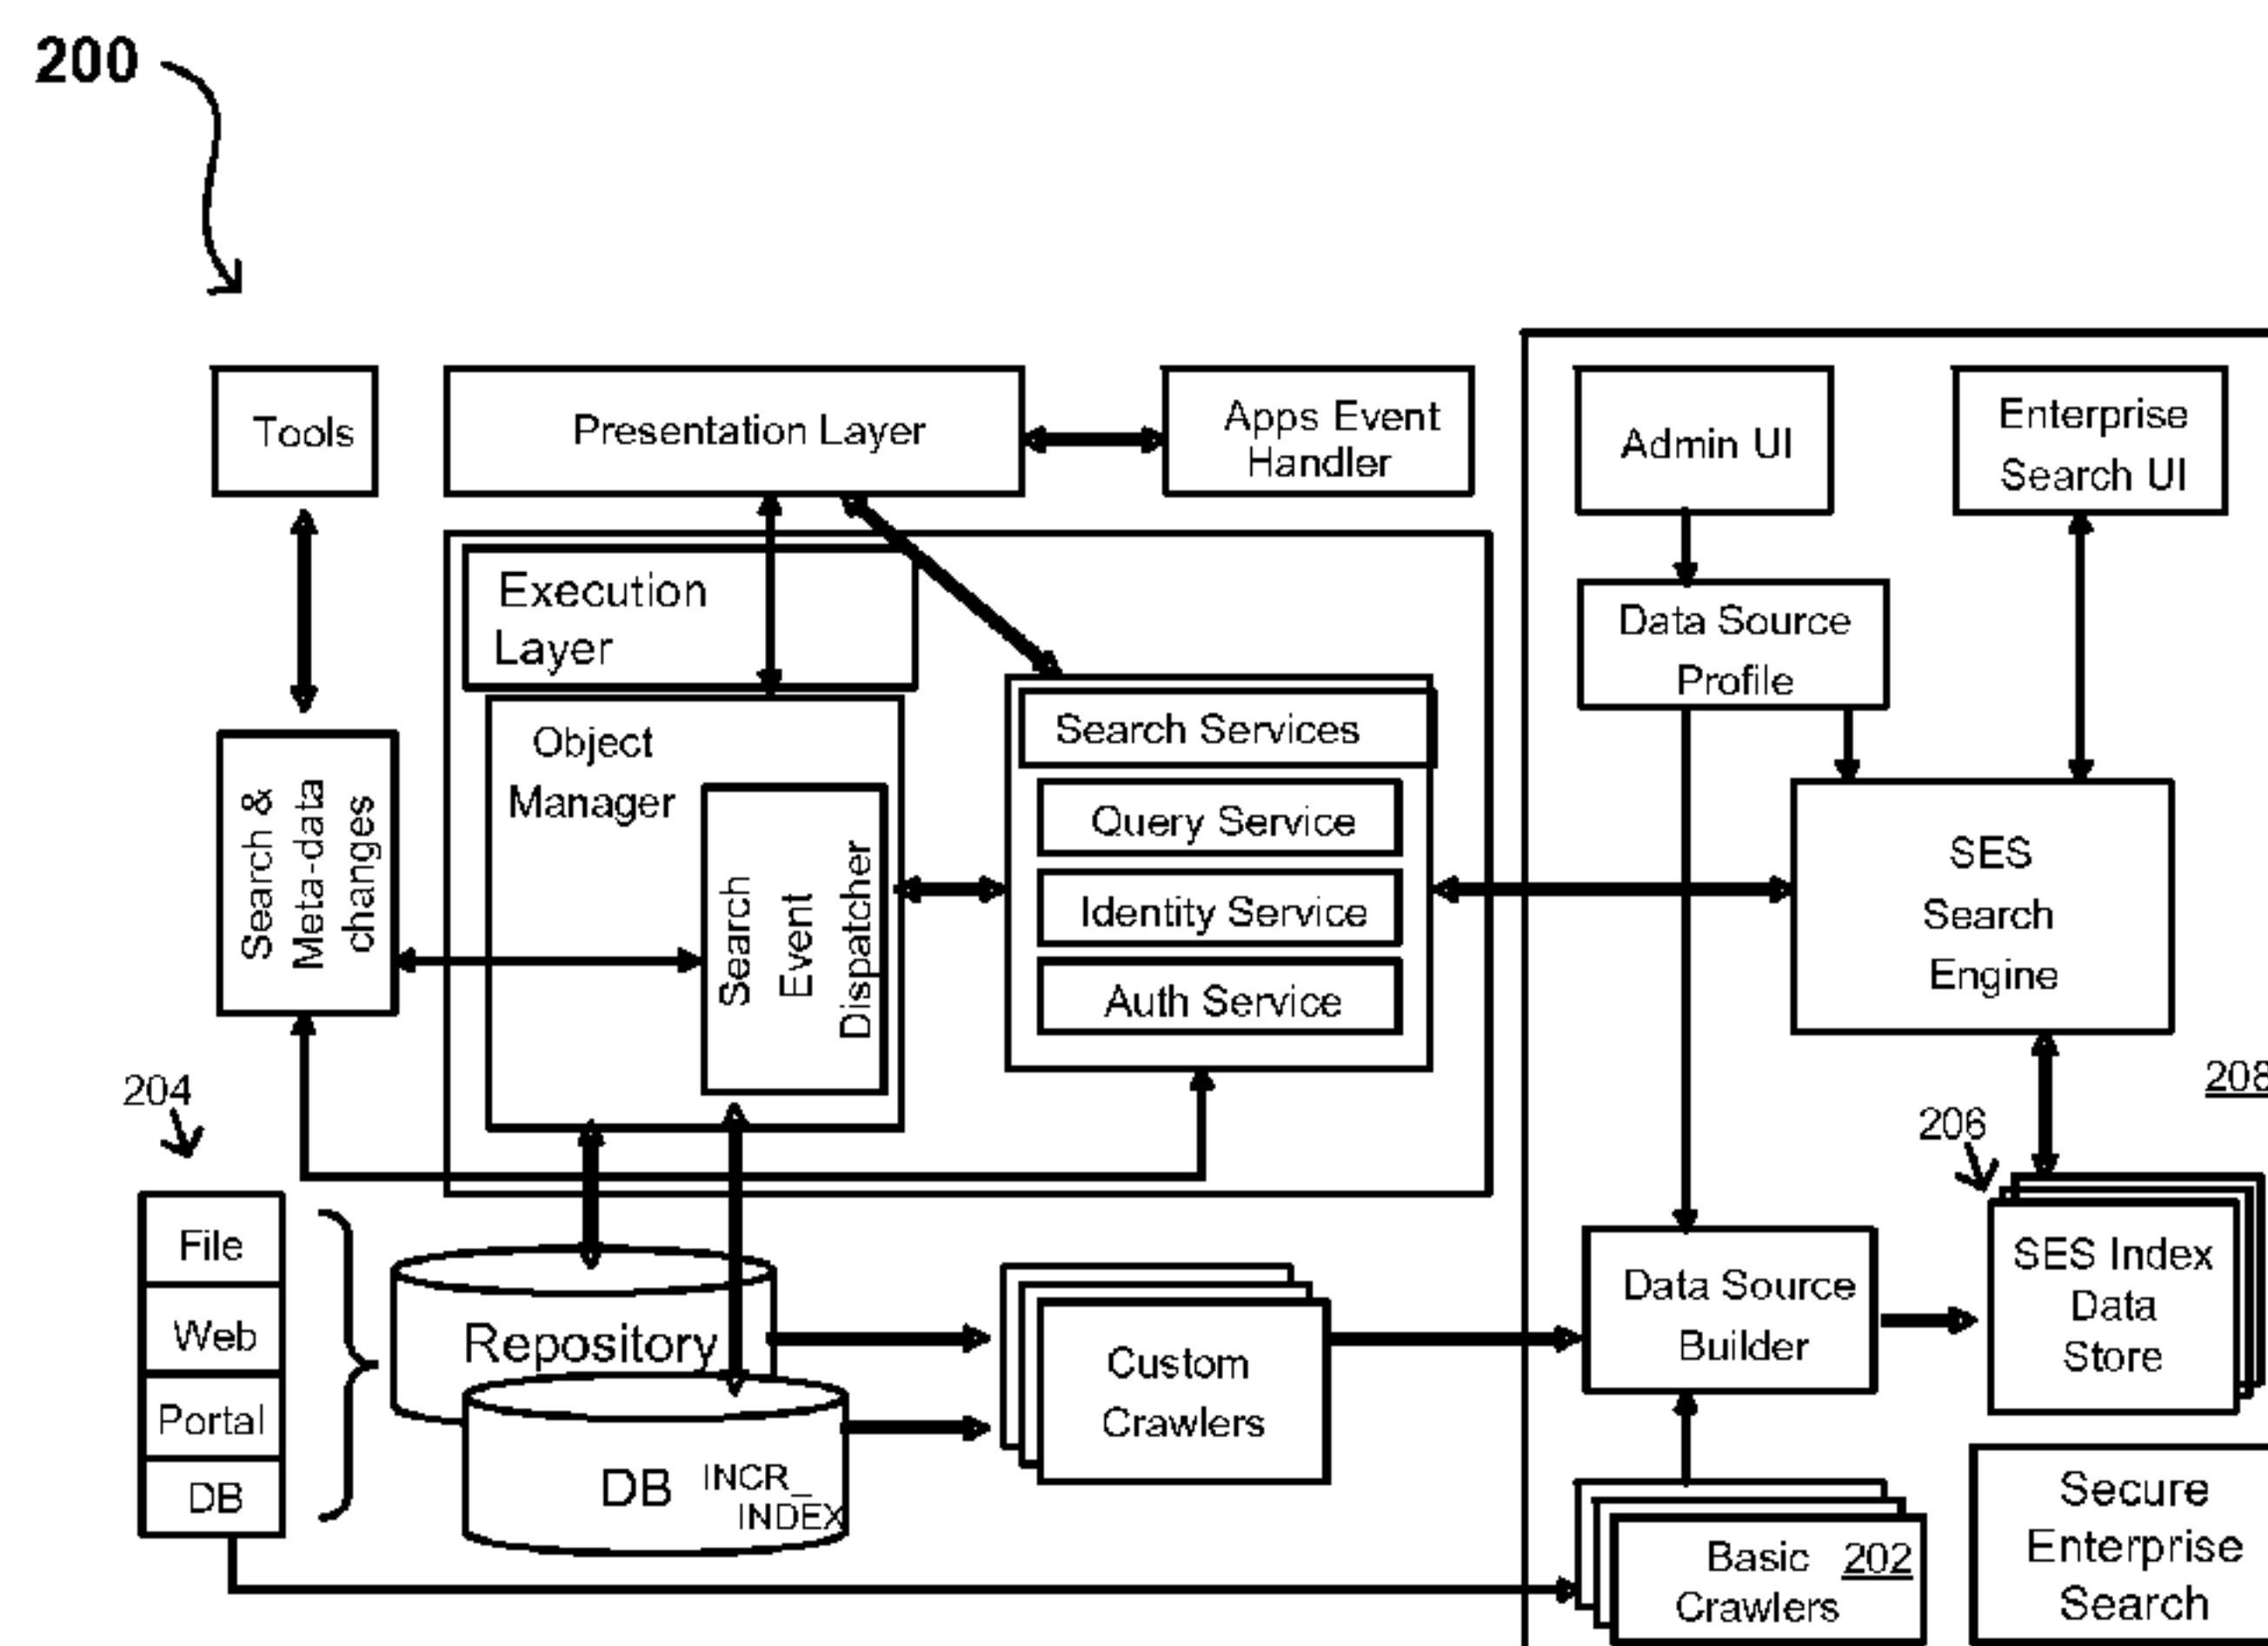 200
Tools
Presentation Layer
Apps Event
Handler
Admin UI
Enterprise
Search UI
Execution
Layer
Data Source
Profile
Object
Manager
Search &
Meta-data
changes
Search
Event
Dispatcher
Search Services
Query Service
Identity Service
Auth Service
SES
Search
Engine
204
206
208
File
Web
Portal
DB
Repository
DB
INCR_
INDEX
Custom
Crawlers
Data Source
Builder
SES Index
Data
Store
Basic 202
Crawlers
Secure
Enterprise
Search